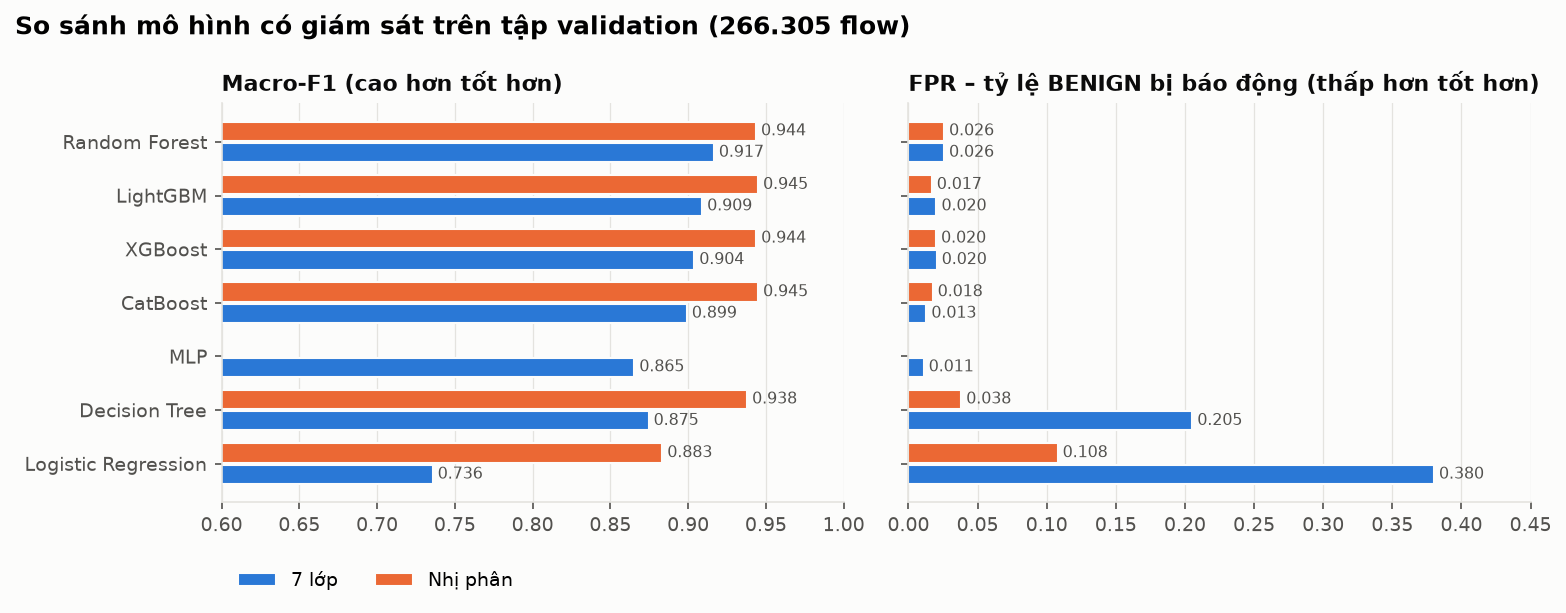 So sánh mô hình có giám sát trên tập validation (266.305 flow)
Macro-F1 (cao hơn tốt hơn)
FPR – tỷ lệ BENIGN bị báo động (thấp hơn tốt hơn)
Random Forest
0.944
0.917
0.026
0.026
LightGBM
0.945
0.909
0.017
0.020
XGBoost
0.944
0.904
0.020
0.020
CatBoost
0.945
0.899
0.018
0.013
MLP
0.865
0.011
Decision Tree
0.938
0.875
0.038
0.205
Logistic Regression
0.883
0.736
0.108
0.380
0.60 0.65 0.70 0.75 0.80 0.85 0.90 0.95 1.00
0.00 0.05 0.10 0.15 0.20 0.25 0.30 0.35 0.40 0.45
7 lớp
Nhị phân